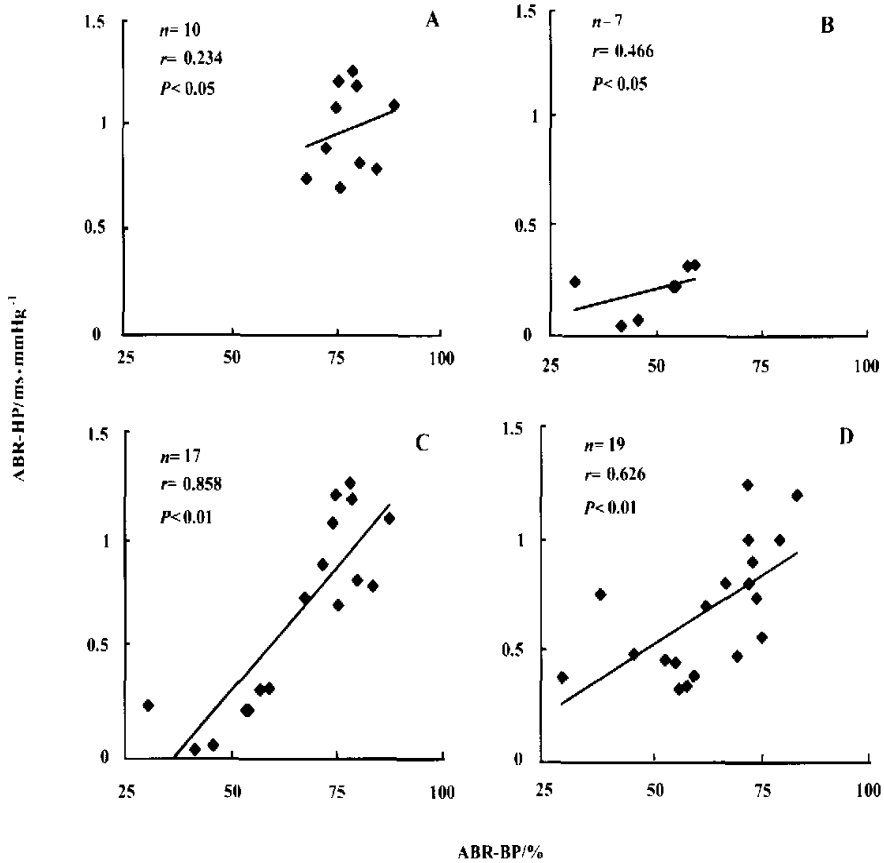 A
n= 10
r= 0.234
P< 0.05
1.5
1
0.5
0
25 50 75 100
B
n- 7
r= 0.466
P< 0.05
1.5
1
0.5
0
25 50 75 100
ABR-HP/ms·mmHg⁻¹
C
n= 17
r= 0.858
P<0.01
1.5
1
0.5
0
25 50 75 100
D
n= 19
r= 0.626
P<0.01
1.5
1
0.5
0
25 50 75 100
ABR-BP/%